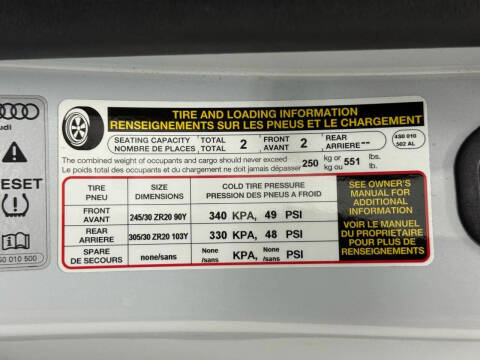 TIRE AND LOADING INFORMATION
RENSEIGNEMENTS SUR LES PNEUS ET LE CHARGEMENT
SEATING CAPACITY TOTAL 2 FRONT 2 REAR --
NOMBRE DE PLACES TOTAL AVANT ARRIERE
4S0 010
502 AL
The combined weight of occupants and cargo should never exceed 250 kg or 551 lbs.
Le poids total des occupants et du chargement ne doit jamais dépasser kg ou lb.
TIRE SIZE COLD TIRE PRESSURE
PNEU DIMENSIONS PRESSION DES PNEUS A FROID
FRONT
AVANT 245/30 ZR20 90Y 340 KPA, 49 PSI
REAR
ARRIERE 305/30 ZR20 103Y 330 KPA, 48 PSI
SPARE
DE SECOURS none/sans None/sans KPA, None/sans PSI
SEE OWNER'S
MANUAL FOR
ADDITIONAL
INFORMATION
VOIR LE MANUEL
DU PROPRIETAIRE
POUR PLUS DE
RENSEIGNEMENTS
udi
ESET
0 010 500